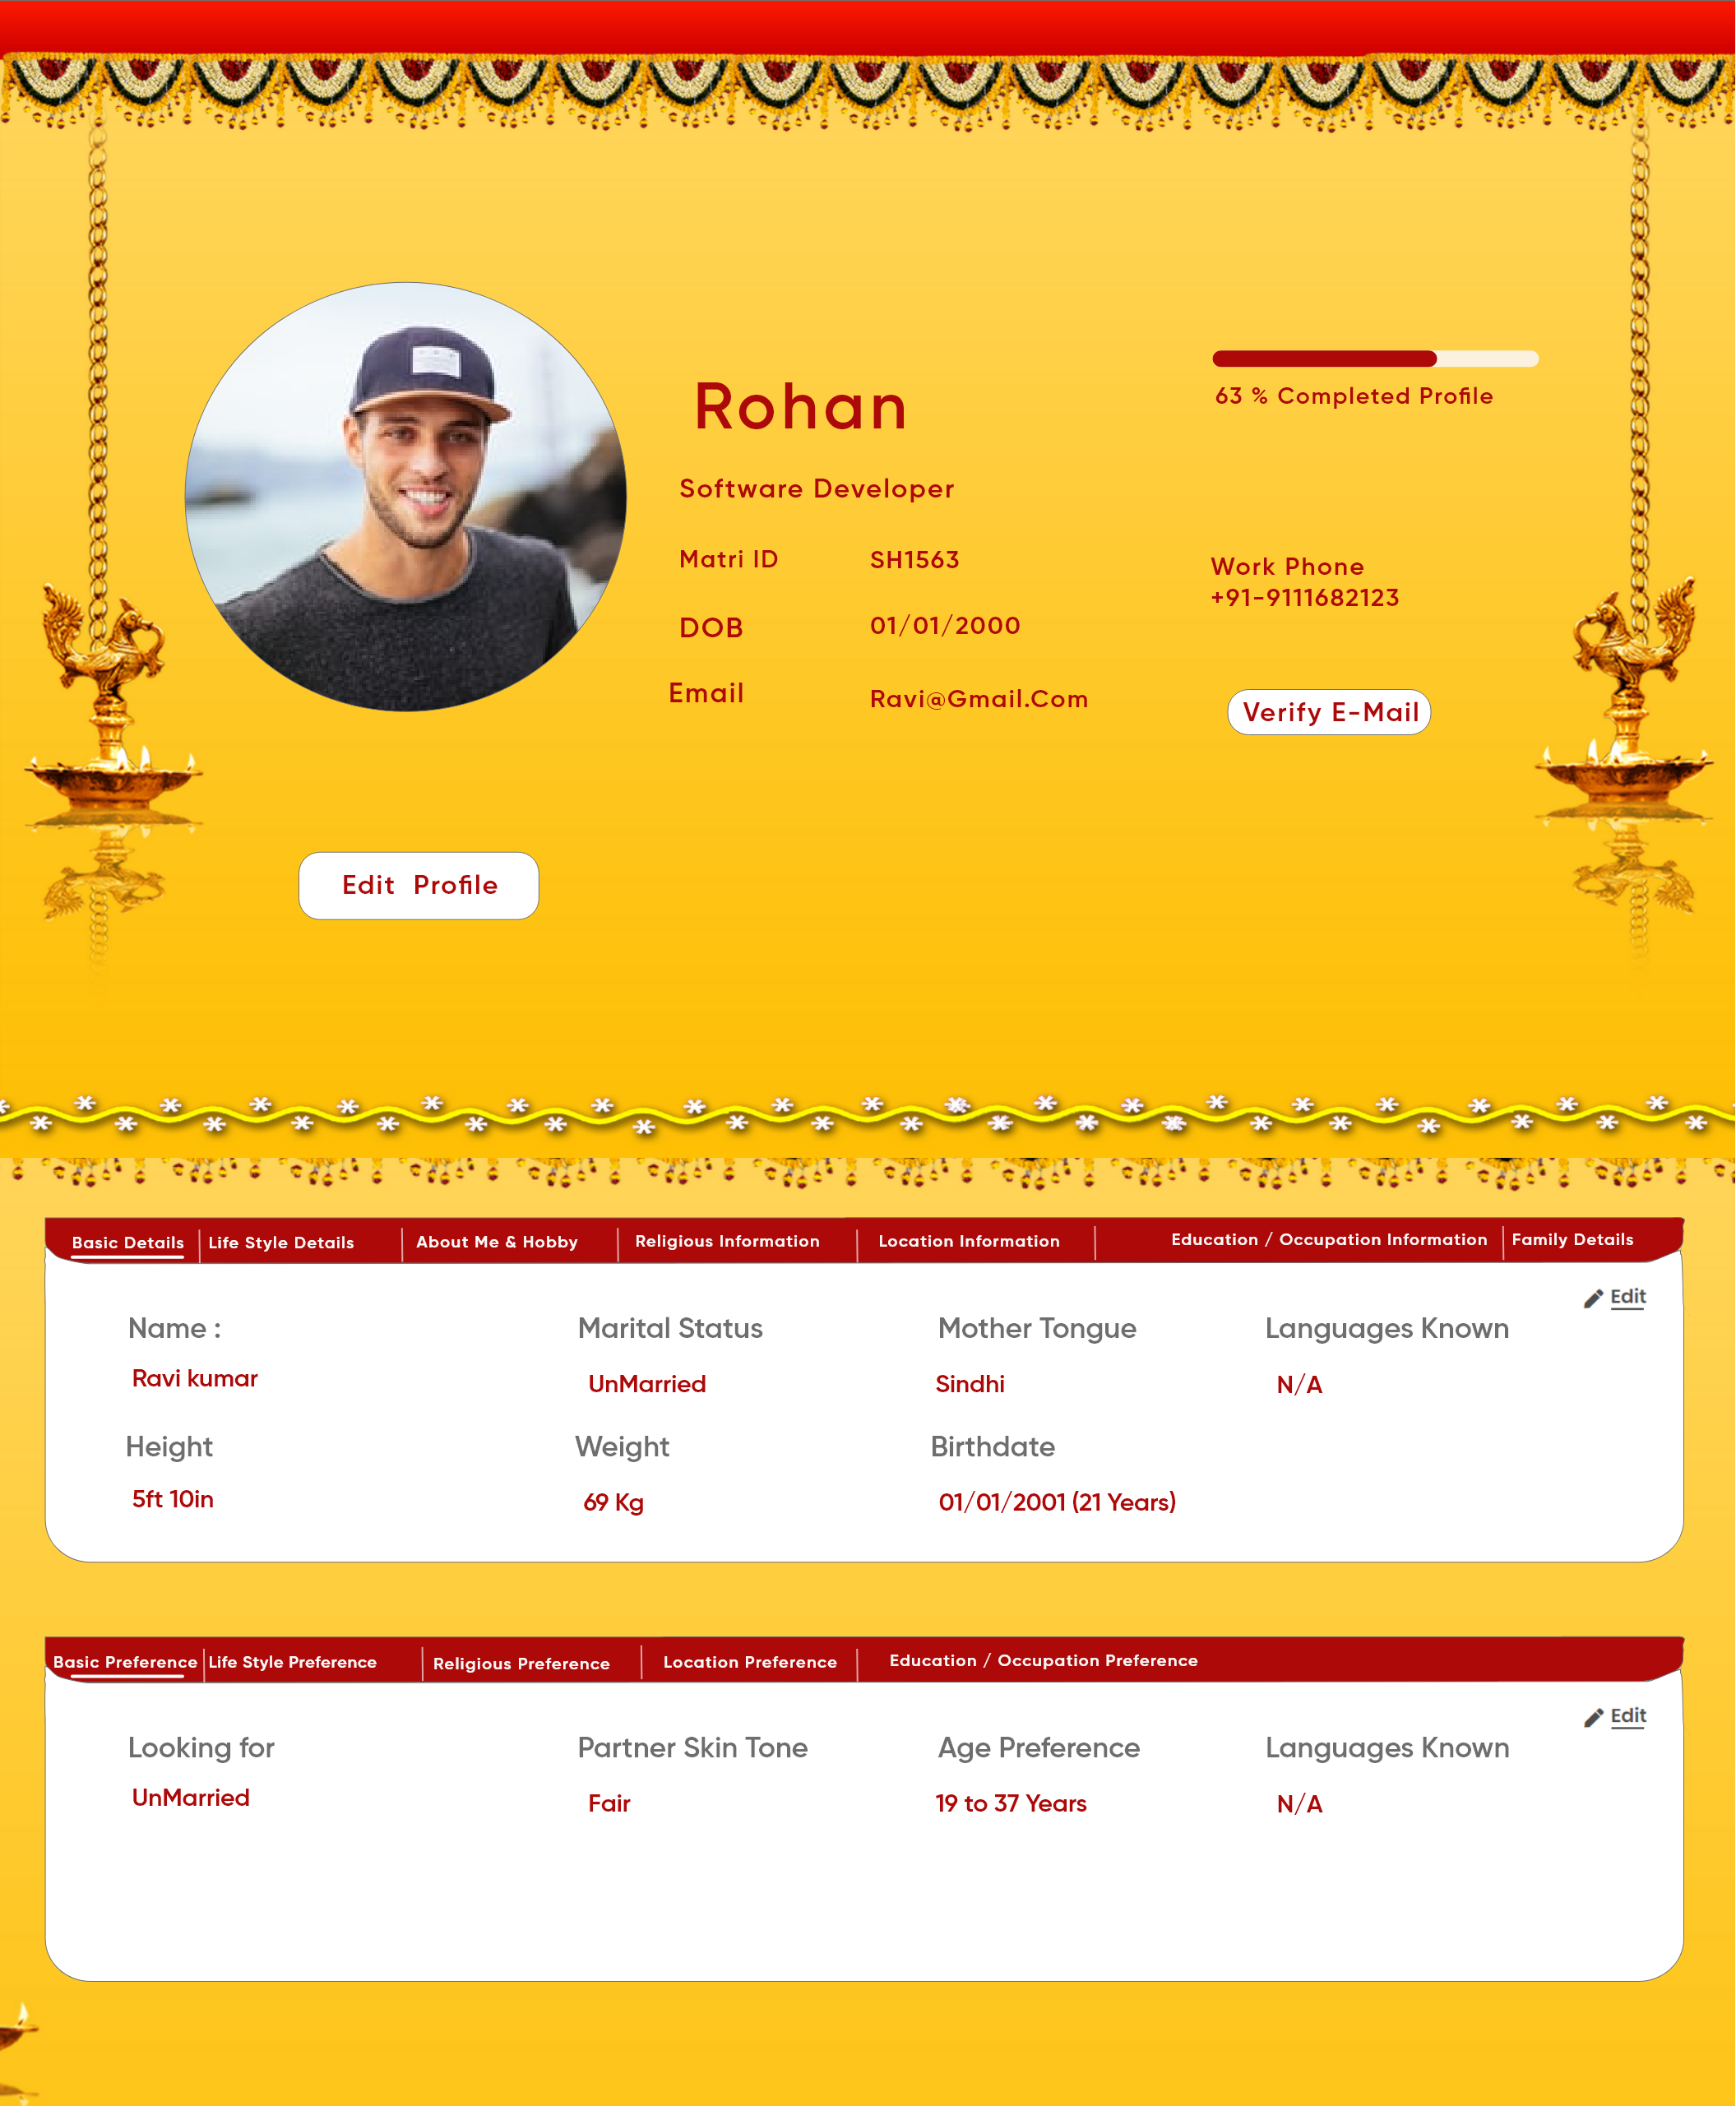 Rohan
63 % Completed Profile
Software Developer
Matri ID SH1563
Work Phone
+91-9111682123
DOB 01/01/2000
Email Ravi@Gmail.Com
Verify E-Mail
Edit Profile
Basic Details Life Style Details About Me & Hobby Religious Information Location Information Education / Occupation Information Family Details
Edit
Name : Marital Status Mother Tongue Languages Known
Ravi kumar UnMarried Sindhi N/A
Height Weight Birthdate
5ft 10in 69 Kg 01/01/2001 (21 Years)
Basic Preference Life Style Preference Religious Preference Location Preference Education / Occupation Preference
Edit
Looking for Partner Skin Tone Age Preference Languages Known
UnMarried Fair 19 to 37 Years N/A